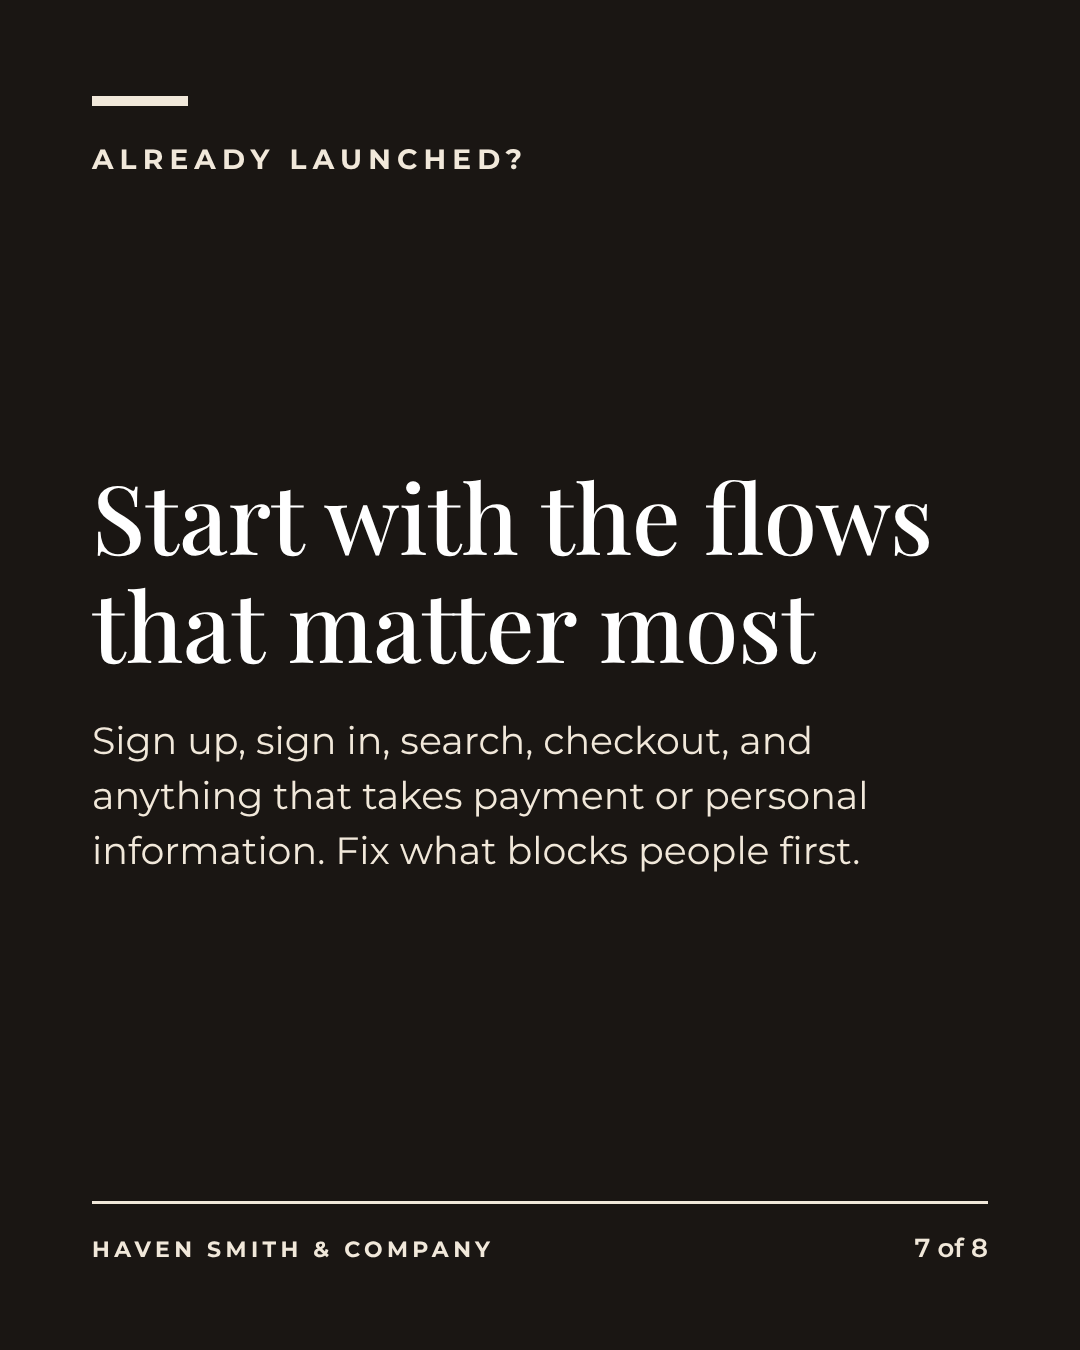 ALREADY LAUNCHED?
Start with the flows
that matter most
Sign up, sign in, search, checkout, and
anything that takes payment or personal
information. Fix what blocks people first.
HAVEN SMITH & COMPANY
7 of 8